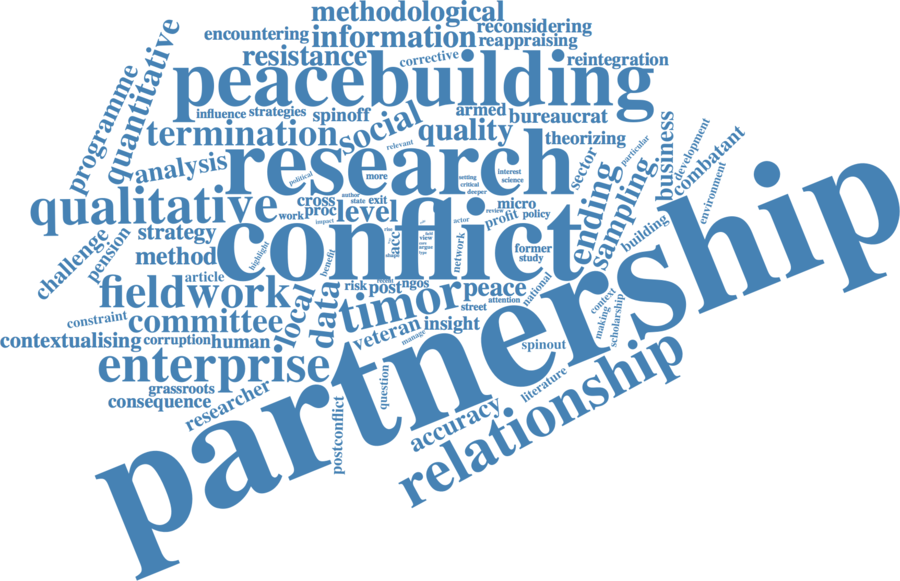 methodological
encountering
information
reconsidering
reappraising
resistance
corrective
reintegration
peacebuilding
programme
quantitative
influence
strategies
spinoff
armed
bureaucrat
termination
social
quality
theorizing
business
development
combatant
analysis
relevant
research
sector
particular
political
more
setting
critical
deeper
interest
science
qualitative
cross
author
state
exit
work
proc
impact
level
actor
review
micro
profit
policy
ending
sampling
building
environment
challenge
pension
strategy
method
highlight
conflict
acc
view
argue
type
network
former
study
article
benefit
fieldwork
local
data
risk
post
recent
ngos
timor
peace
street
attention
national
context
making
scholarship
constraint
committee
veteran
manage
insight
contextualising
corruption
human
spinout
enterprise
partnership
grassroots
consequence
researcher
question
literature
postconflict
accuracy
relationship